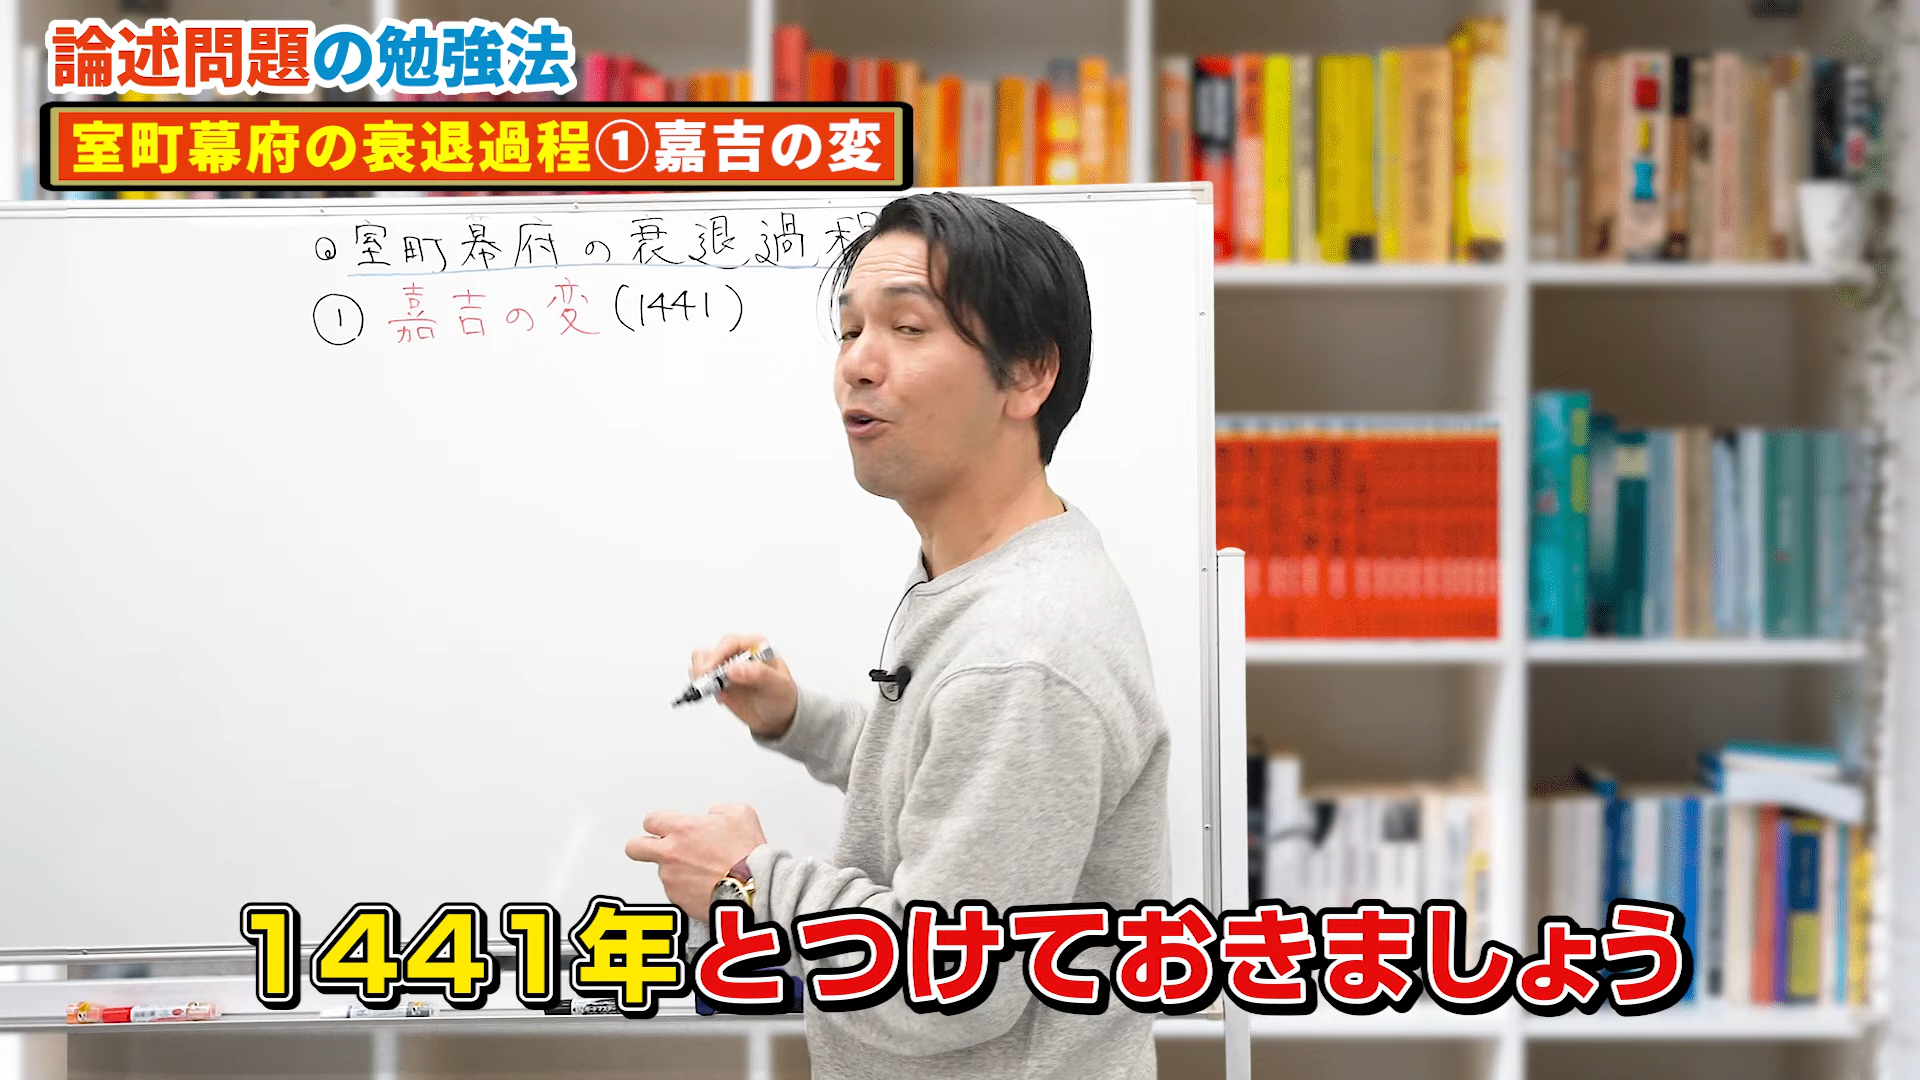 論述問題の勉強法
室町幕府の衰退過程①嘉吉の変
室町幕府の衰退過程
① 嘉吉の変(1441)
1441年とつけておきましょう